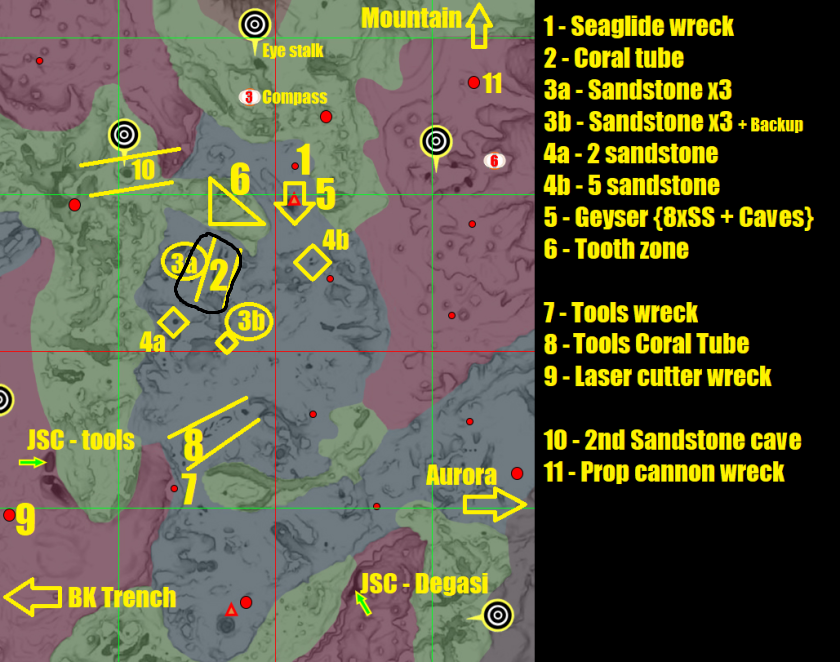 Mountain
Eye stalk
3 Compass
11
6
10
1
6
5
4b
3a
2
3b
4a
8
JSC - tools
7
Aurora
9
JSC - Degasi
BK Trench
1 - Seaglide wreck
2 - Coral tube
3a - Sandstone x3
3b - Sandstone x3 + Backup
4a - 2 sandstone
4b - 5 sandstone
5 - Geyser {8xSS + Caves}
6 - Tooth zone
7 - Tools wreck
8 - Tools Coral Tube
9 - Laser cutter wreck
10 - 2nd Sandstone cave
11 - Prop cannon wreck